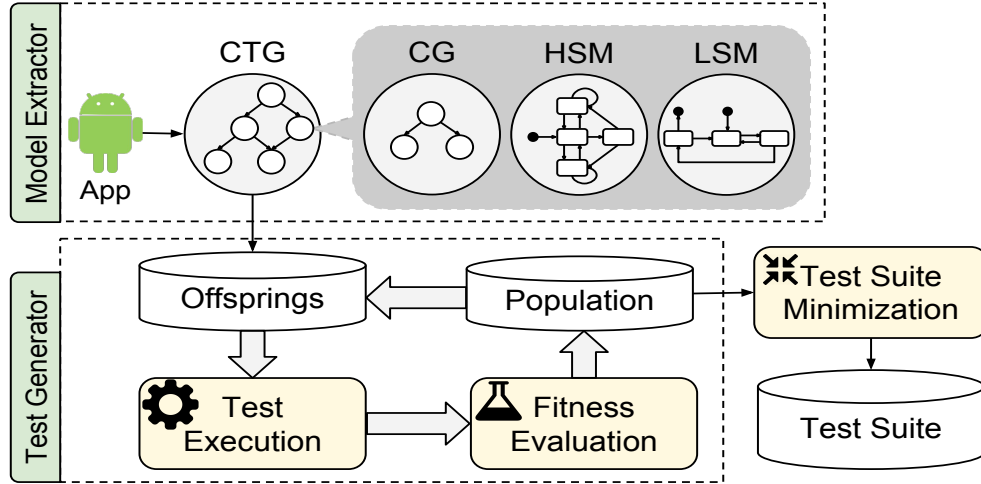 Model Extractor
App
CTG
CG
HSM
LSM
Test Generator
Offsprings
Population
Test
Execution
Fitness
Evaluation
Test Suite
Minimization
Test Suite